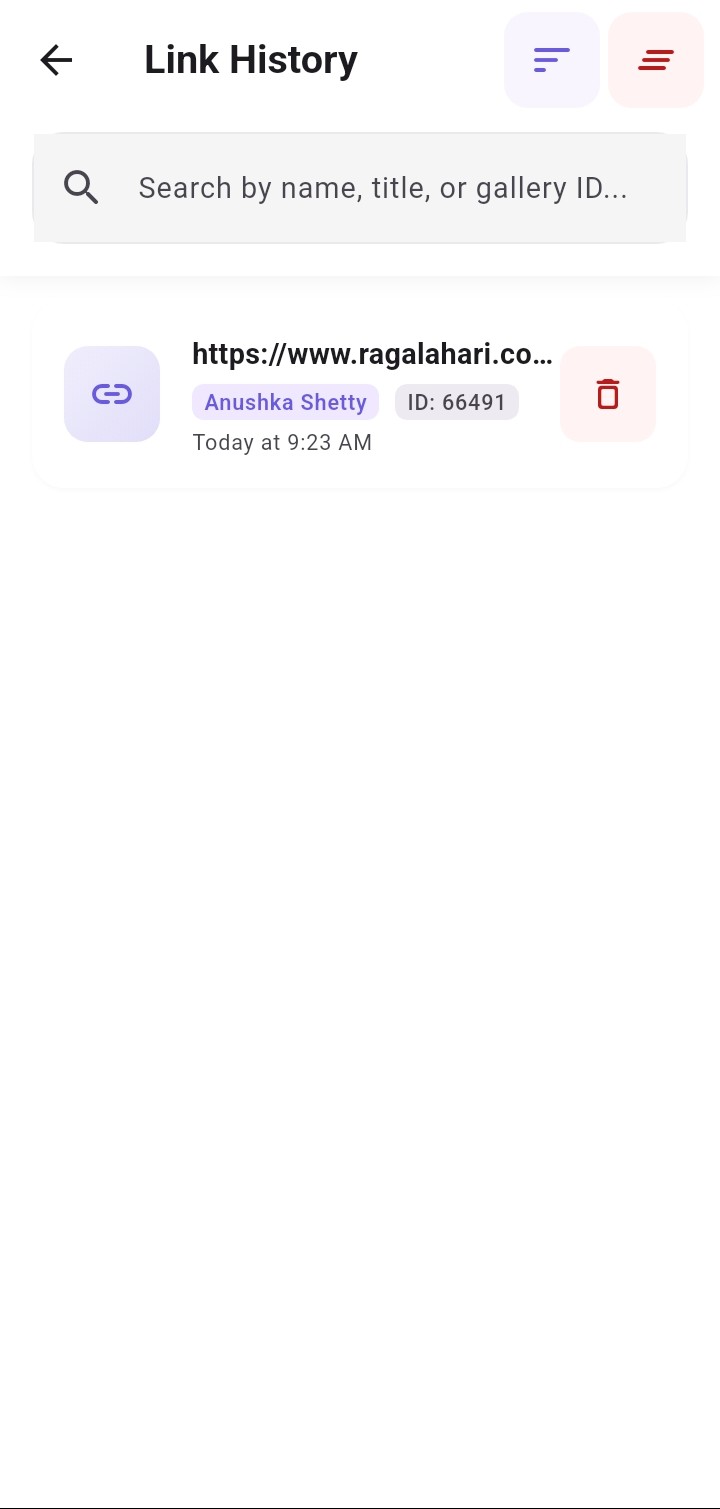 Link History
Search by name, title, or gallery ID...
https://www.ragalahari.co...
Anushka Shetty ID: 66491
Today at 9:23 AM